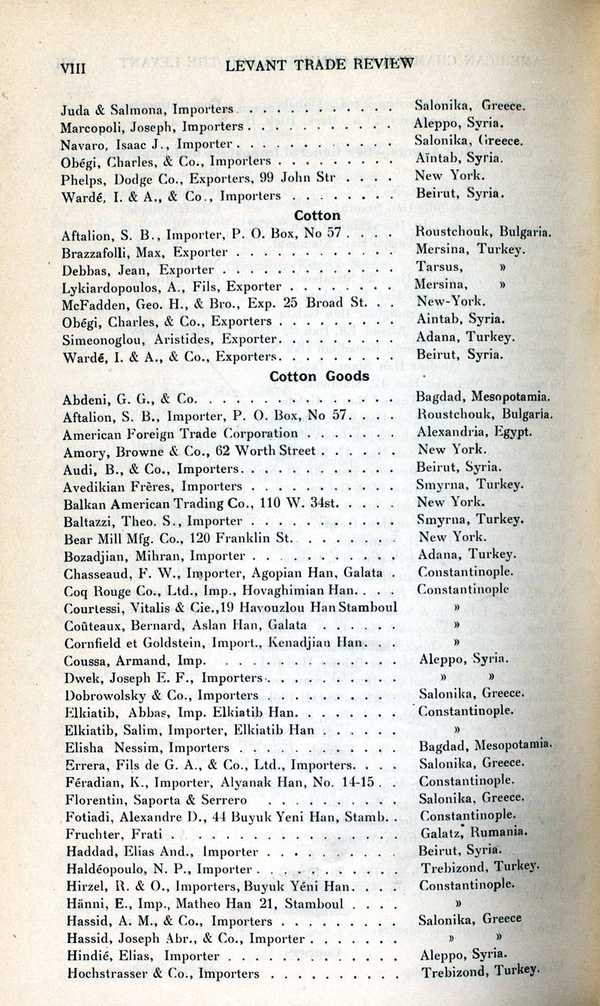 VIII LEVANT TRADE REVIEW
Juda & Salmona, Importers . . . . . . . . . . . Salonika, Greece.
Marcopoli, Joseph, Importers . . . . . . . . . . Aleppo, Syria.
Navaro, Isaac J., Importer . . . . . . . . . . . Salonika, Greece.
Obégi, Charles, & Co., Importers . . . . . . . . Aïntab, Syria.
Phelps, Dodge Co., Exporters, 99 John Str . . . . New York.
Wardé, I. & A., & Co., Importers . . . . . . . . Beirut, Syria.
Cotton
Aftalion, S. B., Importer, P. O. Box, No 57 . . . . Roustchouk, Bulgaria.
Brazzafolli, Max, Exporter . . . . . . . . . . . Mersina, Turkey.
Debbas, Jean, Exporter . . . . . . . . . . . . Tarsus, »
Lykiardopoulos, A., Fils, Exporter . . . . . . . . Mersina, »
McFadden, Geo. H., & Bro., Exp. 25 Broad St. . . New-York.
Obégi, Charles, & Co., Exporters . . . . . . . . Aintab, Syria.
Simeonoglou, Aristides, Exporter. . . . . . . . . Adana, Turkey.
Wardé, I. & A., & Co., Exporters. . . . . . . . . Beirut, Syria.
Cotton Goods
Abdeni, G. G., & Co. . . . . . . . . . . . . . Bagdad, Mesopotamia.
Aftalion, S. B., Importer, P. O. Box, No 57. . . . Roustchouk, Bulgaria.
American Foreign Trade Corporation . . . . . . . Alexandria, Egypt.
Amory, Browne & Co., 62 Worth Street . . . . . . New York.
Audi, B., & Co., Importers. . . . . . . . . . . Beirut, Syria.
Avedikian Frères, Importers . . . . . . . . . . Smyrna, Turkey.
Balkan American Trading Co., 110 W. 34st. . . . . New York.
Baltazzi, Theo. S., Importer . . . . . . . . . . Smyrna, Turkey.
Bear Mill Mfg. Co., 120 Franklin St. . . . . . . . New York.
Bozadjian, Mihran, Importer . . . . . . . . . . Adana, Turkey.
Chasseaud, F. W., Importer, Agopian Han, Galata . Constantinople.
Coq Rouge Co., Ltd., Imp., Hovaghimian Han. . . . Constantinople
Courtessi, Vitalis & Cie.,19 Havouzlou Han Stamboul »
Coûteaux, Bernard, Aslan Han, Galata . . . . . . »
Cornfield et Goldstein, Import., Kenadjian Han. . . »
Coussa, Armand, Imp. . . . . . . . . . . . . Aleppo, Syria.
Dwek, Joseph E. F., Importers . . . . . . . . . » »
Dobrowolsky & Co., Importers . . . . . . . . . Salonika, Greece.
Elkiatib, Abbas, Imp. Elkiatib Han. . . . . . . . Constantinople.
Elkiatib, Salim, Importer, Elkiatib Han . . . . . . »
Elisha Nessim, Importers . . . . . . . . . . . Bagdad, Mesopotamia.
Errera, Fils de G. A., & Co., Ltd., Importers. . . . Salonika, Greece.
Féradian, K., Importer, Alyanak Han, No. 14-15 . . Constantinople.
Florentin, Saporta & Serrero . . . . . . . . . . Salonika, Greece.
Fotiadi, Alexandre D., 44 Buyuk Yeni Han, Stamb. . Constantinople.
Fruchter, Frati . . . . . . . . . . . . . . . Galatz, Rumania.
Haddad, Elias And., Importer . . . . . . . . . . Beirut, Syria.
Haldéopoulo, N. P., Importer . . . . . . . . . . Trebizond, Turkey.
Hirzel, R. & O., Importers, Buyuk Yéni Han. . . . Constantinople.
Hänni, E., Imp., Matheo Han 21, Stamboul . . . . »
Hassid, A. M., & Co., Importers . . . . . . . . Salonika, Greece
Hassid, Joseph Abr., & Co., Importer . . . . . . . » »
Hindié, Elias, Importer . . . . . . . . . . . . Aleppo, Syria.
Hochstrasser & Co., Importers . . . . . . . . . Trebizond, Turkey.